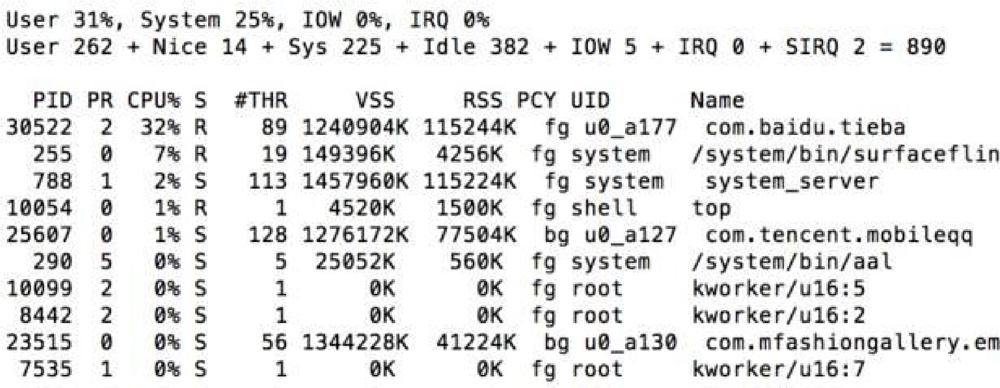 User 31%, System 25%, IOW 0%, IRQ 0%
User 262 + Nice 14 + Sys 225 + Idle 382 + IOW 5 + IRQ 0 + SIRQ 2 = 890
PID PR CPU% S #THR VSS RSS PCY UID Name
30522 2 32% R 89 1240904K 115244K fg u0_a177 com.baidu.tieba
255 0 7% R 19 149396K 4256K fg system /system/bin/surfaceflin
788 1 2% S 113 1457960K 115224K fg system system_server
10054 0 1% R 1 4520K 1500K fg shell top
25607 0 1% S 128 1276172K 77504K bg u0_a127 com.tencent.mobileqq
290 5 0% S 5 25052K 560K fg system /system/bin/aal
10099 2 0% S 1 0K 0K fg root kworker/u16:5
8442 2 0% S 1 0K 0K fg root kworker/u16:2
23515 0 0% S 56 1344228K 41224K bg u0_a130 com.mfashiongallery.em
7535 1 0% S 1 0K 0K fg root kworker/u16:7